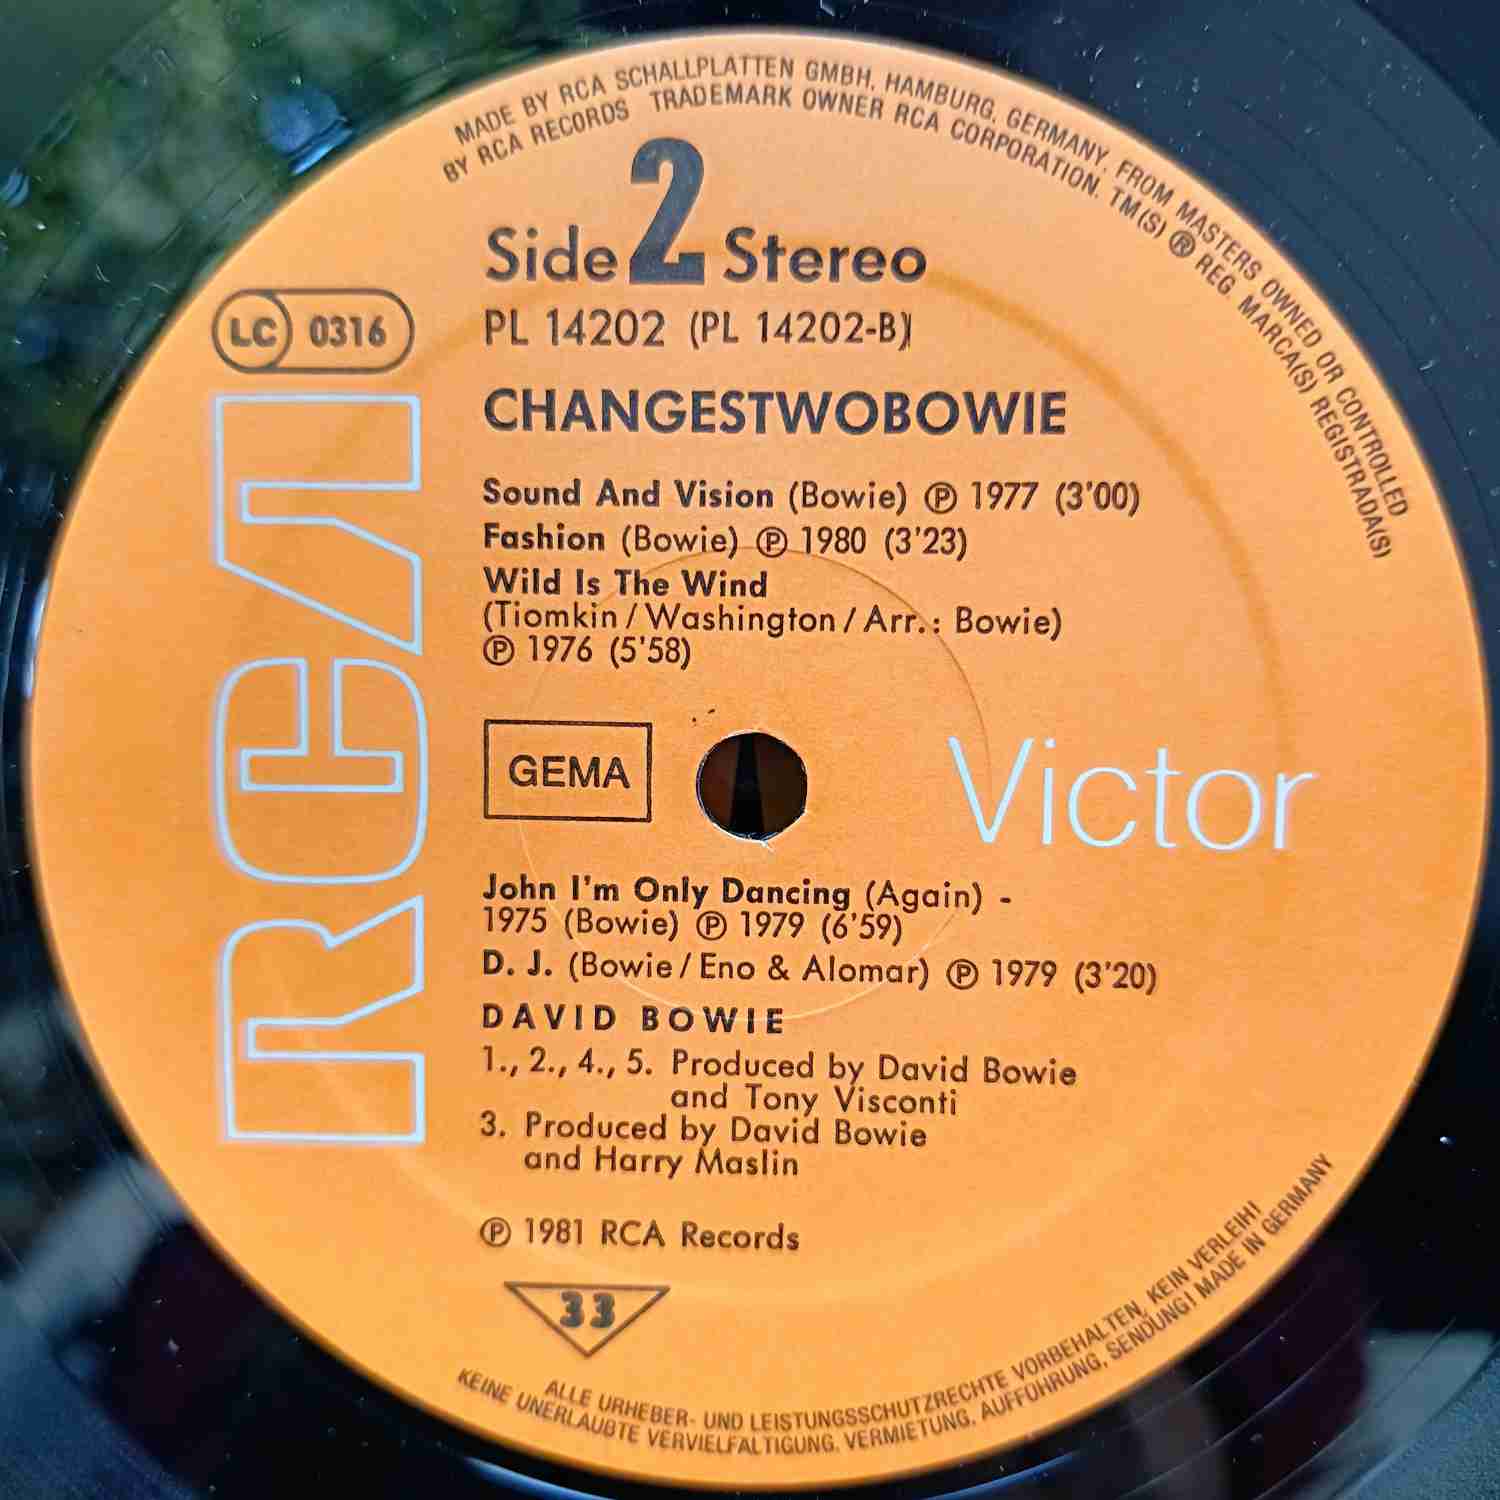 MADE BY RCA SCHALLPLATTEN GMBH, HAMBURG, GERMANY, FROM MASTERS OWNED OR CONTROLLED
BY RCA RECORDS TRADEMARK OWNER RCA CORPORATION. TM(S) ® REG. MARCA(S) REGISTRADA(S)
Side 2 Stereo
LC 0316
PL 14202 (PL 14202-B)
CHANGESTWOBOWIE
Sound And Vision (Bowie) ℗ 1977 (3'00)
Fashion (Bowie) ℗ 1980 (3'23)
Wild Is The Wind
(Tiomkin / Washington / Arr.: Bowie)
℗ 1976 (5'58)
RCA
GEMA
Victor
John I'm Only Dancing (Again) -
1975 (Bowie) ℗ 1979 (6'59)
D. J. (Bowie / Eno & Alomar) ℗ 1979 (3'20)
DAVID BOWIE
1., 2., 4., 5. Produced by David Bowie
and Tony Visconti
3. Produced by David Bowie
and Harry Maslin
℗ 1981 RCA Records
33
ALLE URHEBER- UND LEISTUNGSSCHUTZRECHTE VORBEHALTEN, KEIN VERLEIH!
KEINE UNERLAUBTE VERVIELFÄLTIGUNG, VERMIETUNG, AUFFÜHRUNG, SENDUNG! MADE IN GERMANY